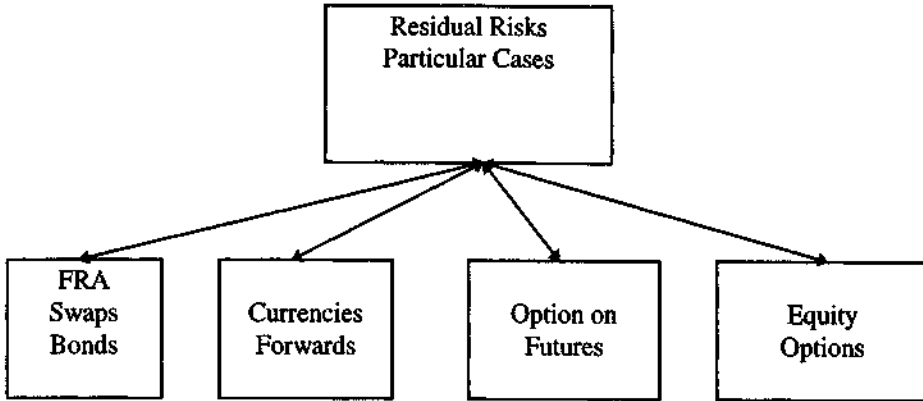 Residual Risks
Particular Cases
FRA
Swaps
Bonds
Currencies
Forwards
Option on
Futures
Equity
Options